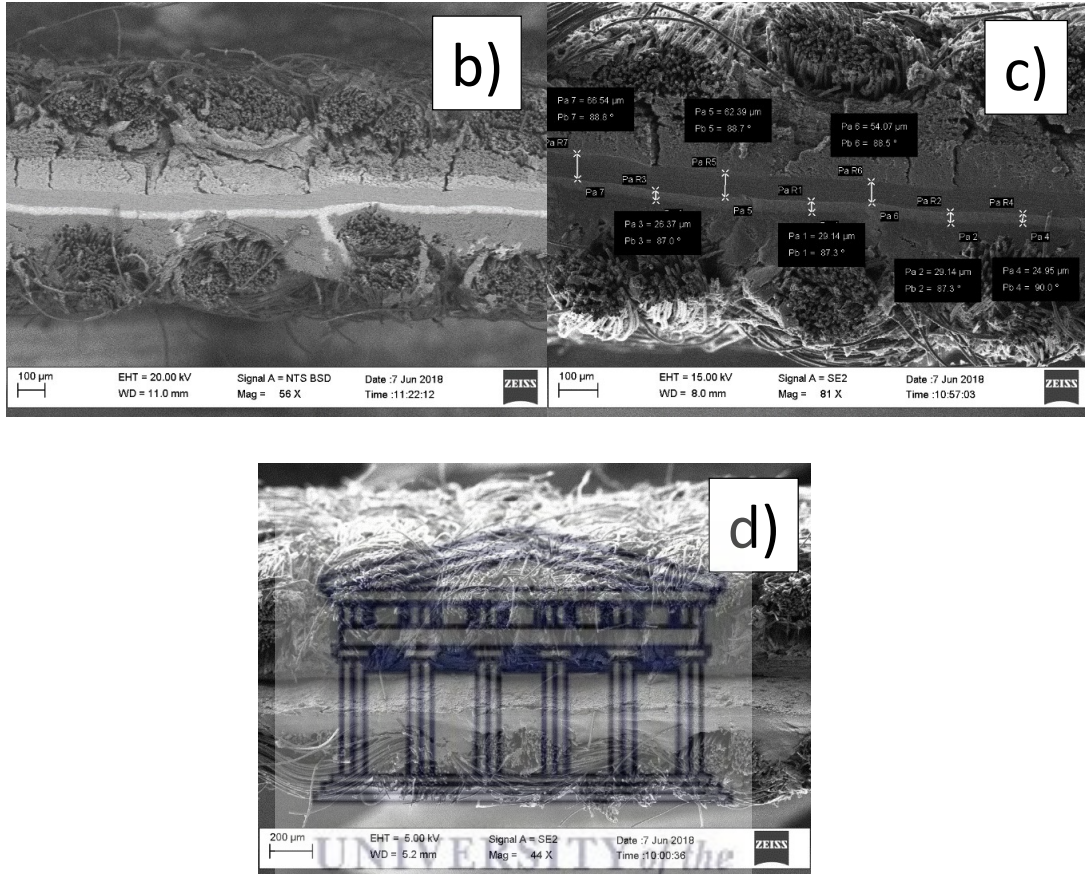 b)
100 µm
EHT = 20.00 kV
Signal A = NTS BSD
Date :7 Jun 2018
WD = 11.0 mm
Mag = 56 X
Time :11:22:12
ZEISS
c)
Pa 7 = 66.54 µm
Pb 7 = 88.8 °
Pa 5 = 62.39 µm
Pb 5 = 88.7 °
Pa 6 = 54.07 µm
Pb 6 = 88.5 °
Pa R7
Pa R5
Pa R6
Pa R3
Pa R1
Pa R2
Pa R4
Pa 7
Pa 5
Pa 6
Pa 2
Pa 4
Pa 3 = 26.37 µm
Pb 3 = 87.0 °
Pa 1 = 29.14 µm
Pb 1 = 87.3 °
Pa 2 = 29.14 µm
Pb 2 = 87.3 °
Pa 4 = 24.95 µm
Pb 4 = 90.0 °
100 µm
EHT = 15.00 kV
Signal A = SE2
Date :7 Jun 2018
WD = 8.0 mm
Mag = 81 X
Time :10:57:03
ZEISS
d)
200 µm
EHT = 5.00 kV
Signal A = SE2
Date :7 Jun 2018
WD = 5.2 mm
Mag = 44 X
Time :10:00:36
ZEISS
UNIVERSITY of the